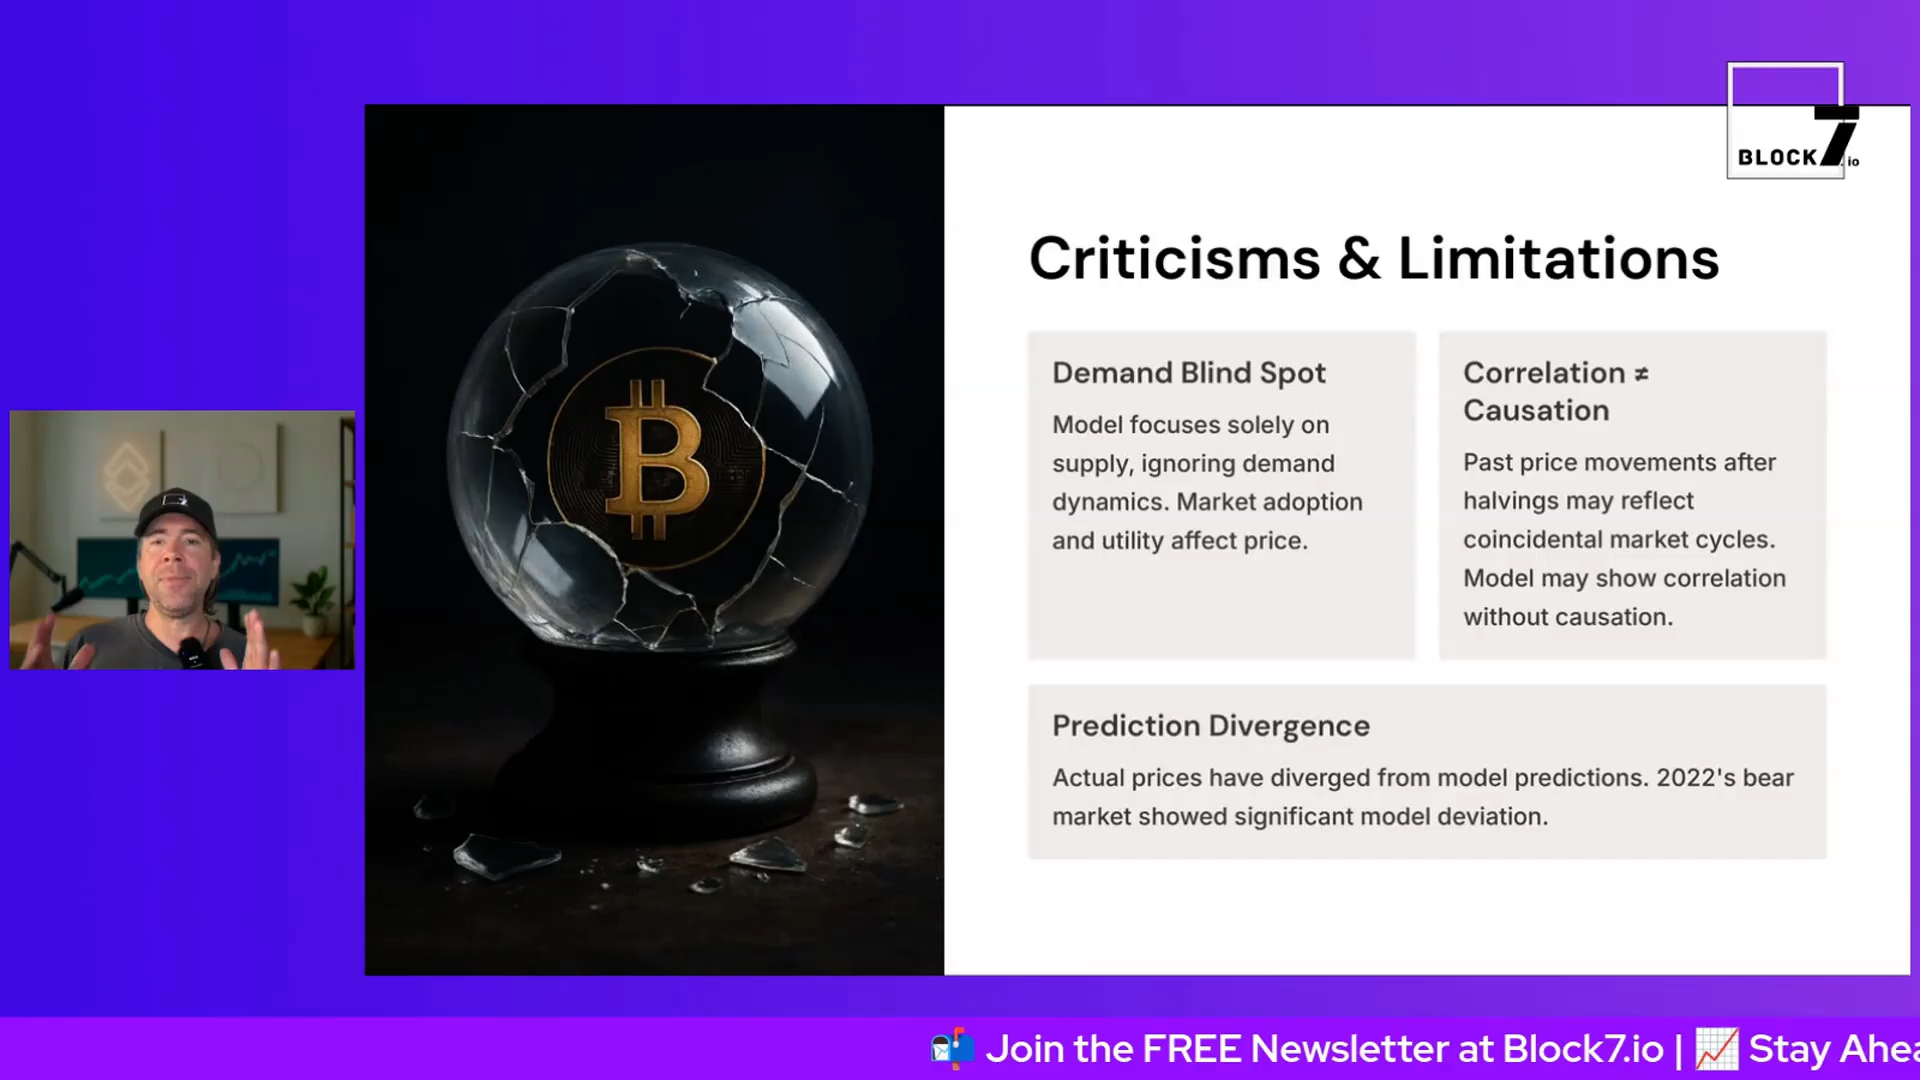 BLOCK7.io
Criticisms & Limitations
Demand Blind Spot
Model focuses solely on
supply, ignoring demand
dynamics. Market adoption
and utility affect price.
Correlation ≠
Causation
Past price movements after
halvings may reflect
coincidental market cycles.
Model may show correlation
without causation.
Prediction Divergence
Actual prices have diverged from model predictions. 2022's bear
market showed significant model deviation.
📬 Join the FREE Newsletter at Block7.io | 📈 Stay Ahea